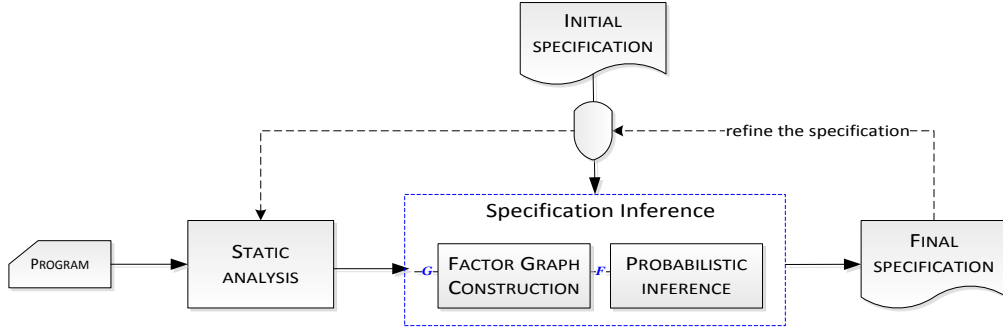 INITIAL
SPECIFICATION
refine the specification
Specification Inference
PROGRAM
STATIC
ANALYSIS
G
FACTOR GRAPH
CONSTRUCTION
F
PROBABILISTIC
INFERENCE
FINAL
SPECIFICATION